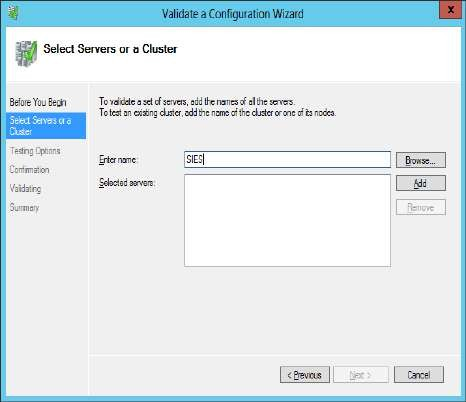 Validate a Configuration Wizard
X
Select Servers or a Cluster
Before You Begin
Select Servers or a
Cluster
Testing Options
Confirmation
Validating
Summary
To validate a set of servers, add the names of all the servers.
To test an existing cluster, add the name of the cluster or one of its nodes.
Enter name:
SIES
Browse...
Selected servers:
Add
Remove
< Previous
Next >
Cancel